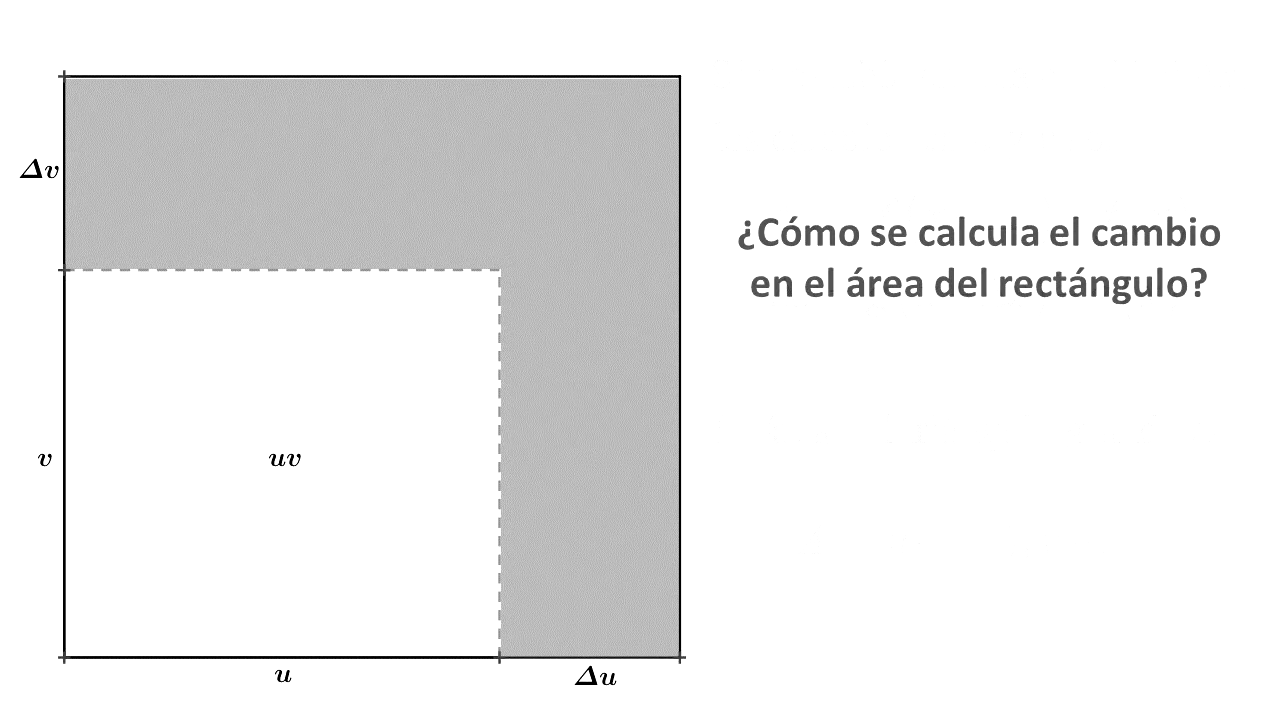 Δv
¿Cómo se calcula el cambio
en el área del rectángulo?
v
uv
u
Δu